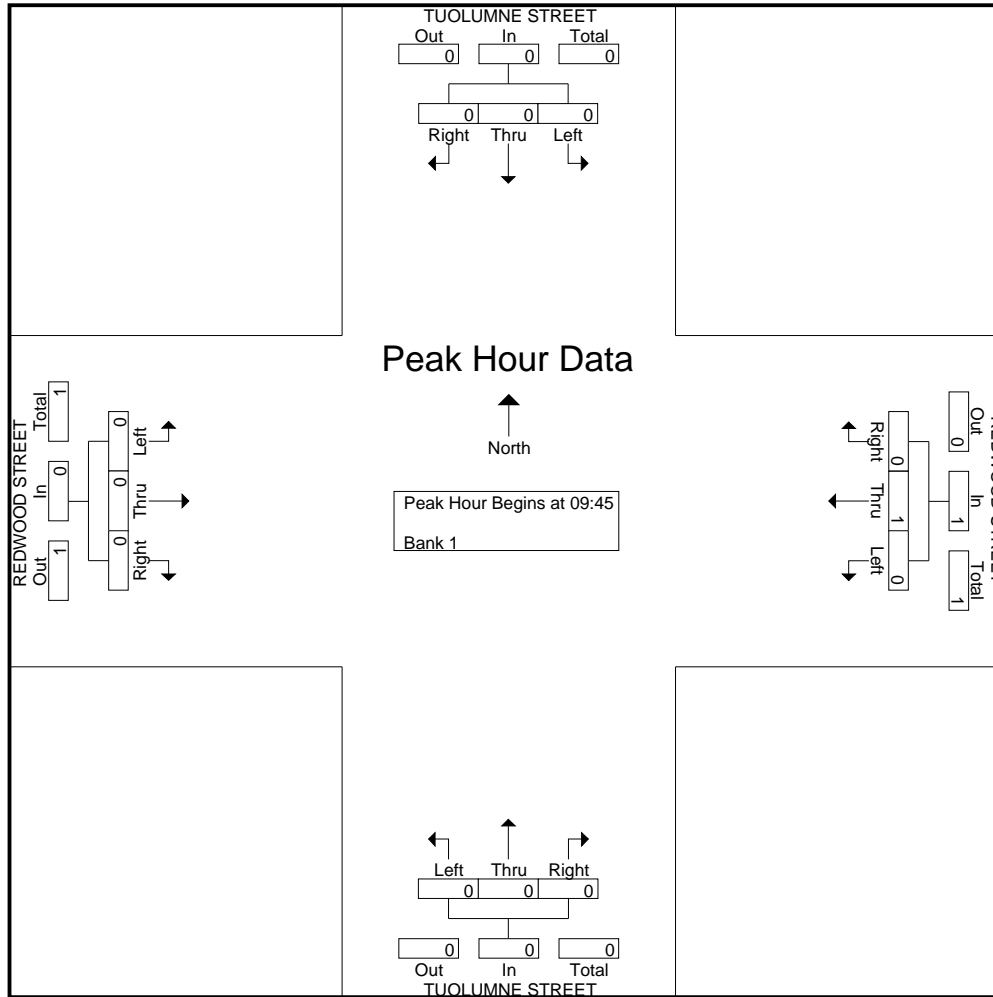 TUOLUMNE STREET
Out In Total
0 0 0
0 0 0
Right Thru Left
Peak Hour Data
North
Peak Hour Begins at 09:45
Bank 1
REDWOOD STREET
Total In Out
1 0 1
0 0 0
Left Thru Right
Out In Total
0 1 1
Right Thru Left
0 1 0
Left Thru Right
0 0 0
0 0 0
Out In Total
TUOLUMNE STREET